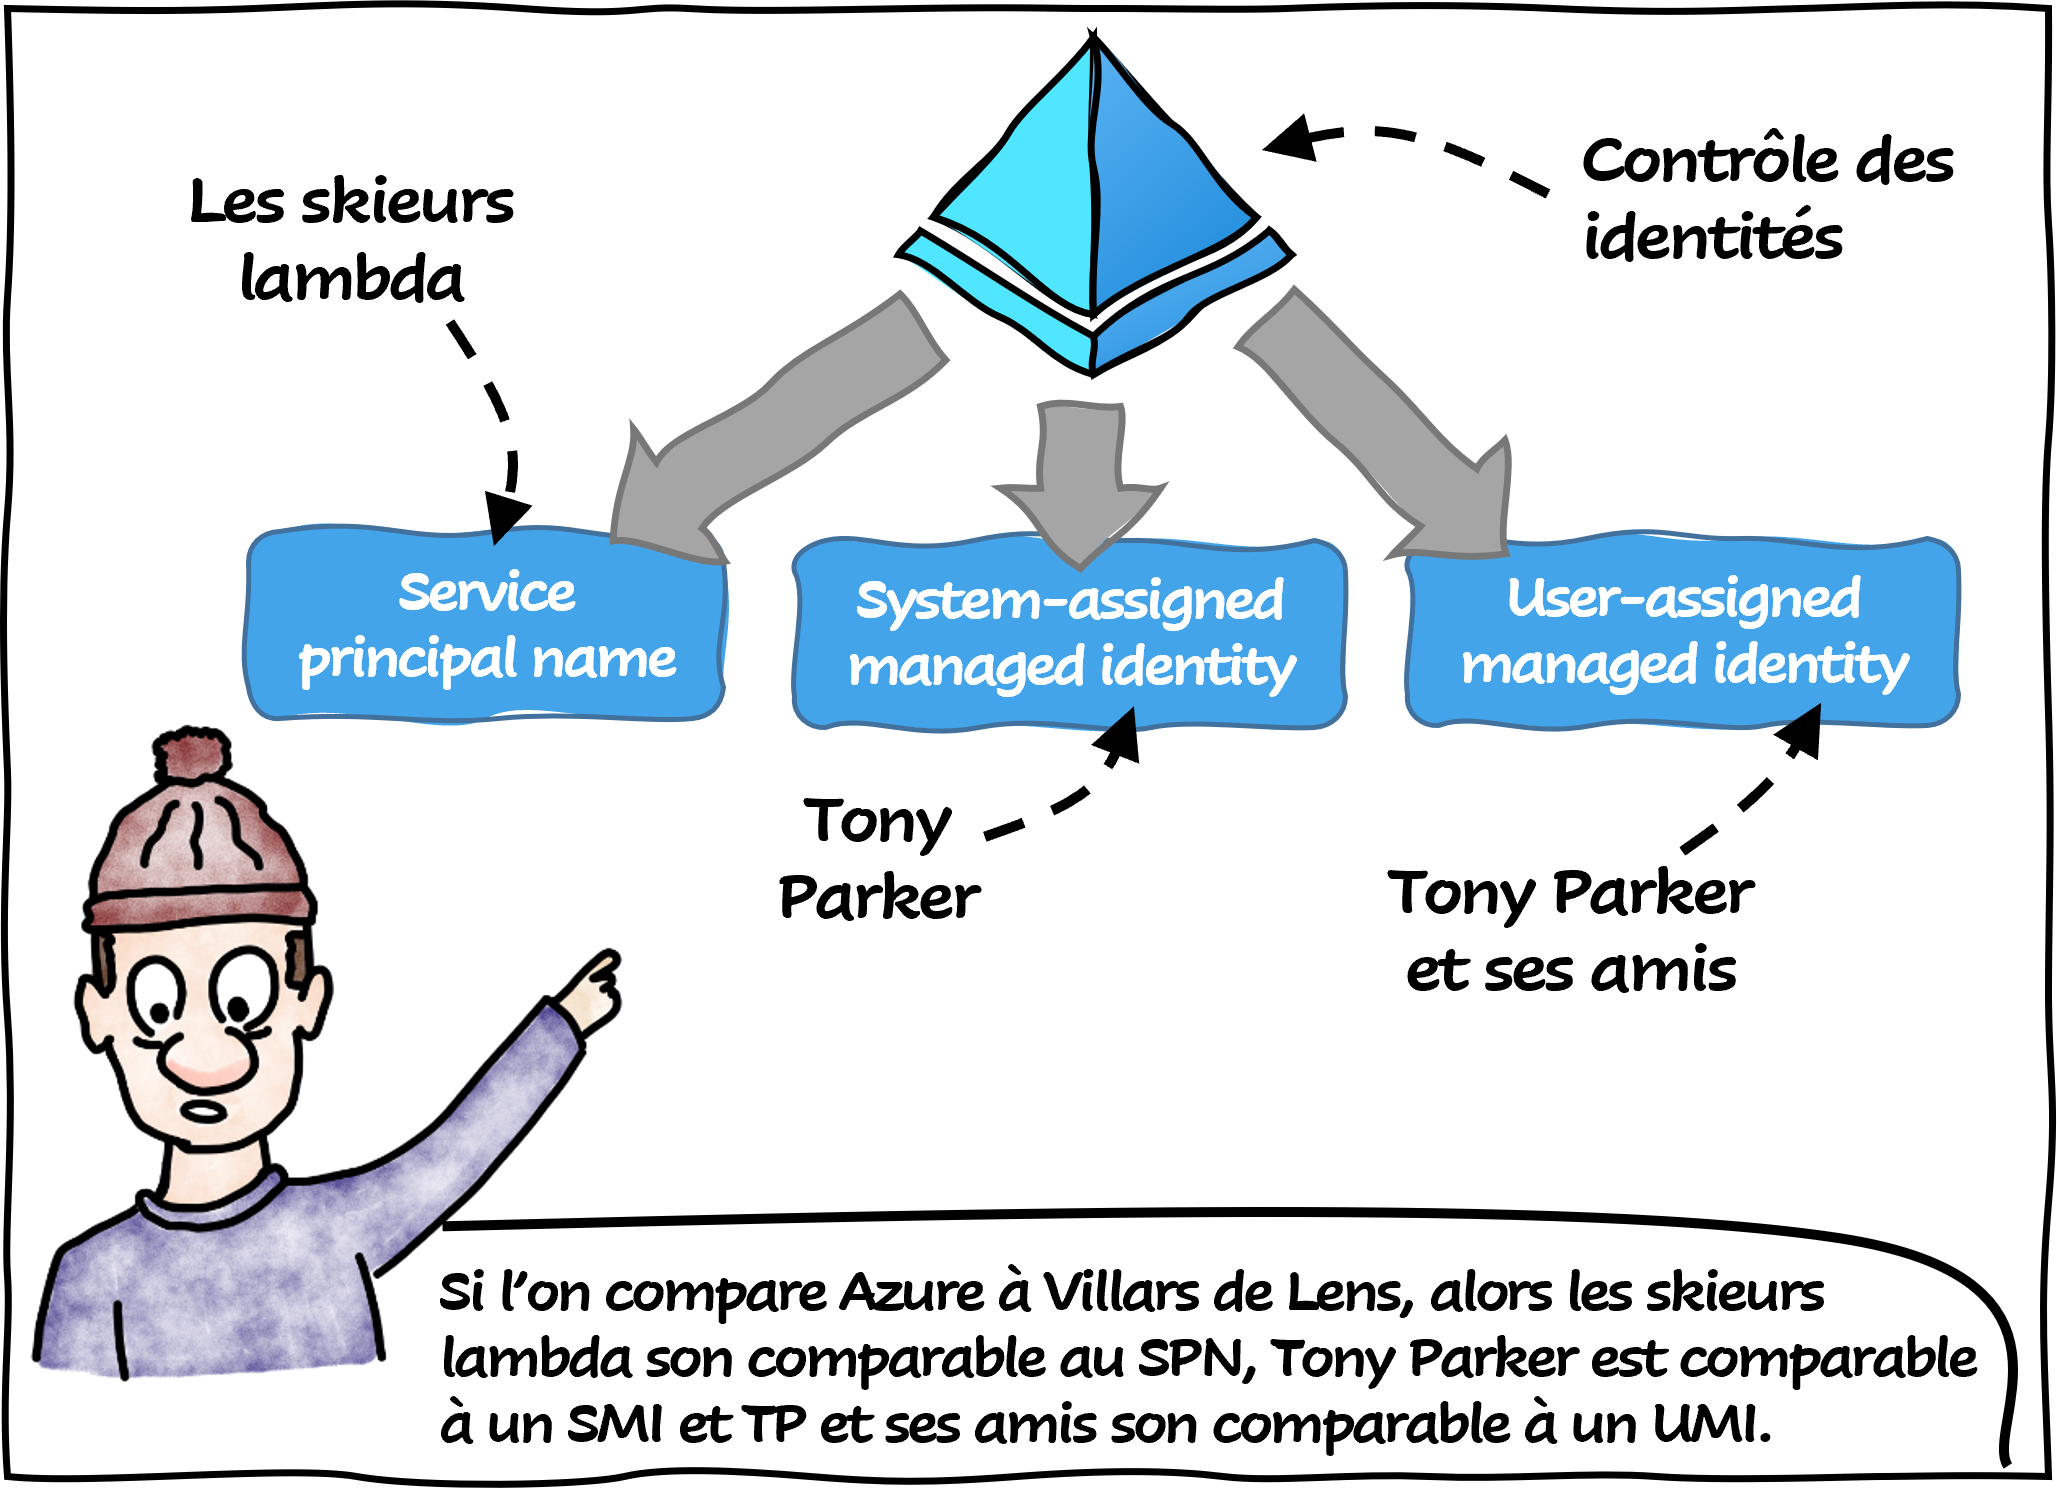 Contrôle des
identités
Les skieurs
lambda
Service
principal name
System-assigned
managed identity
User-assigned
managed identity
Tony
Parker
Tony Parker
et ses amis
Si l'on compare Azure à Villars de Lens, alors les skieurs
lambda son comparable au SPN, Tony Parker est comparable
à un SMI et TP et ses amis son comparable à un UMI.